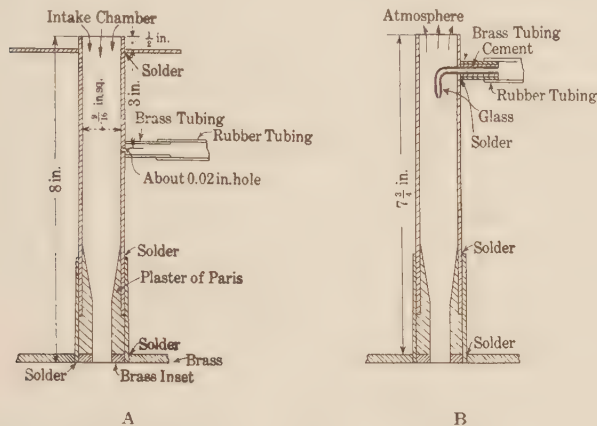 Intake Chamber
1/2 in.
Solder
3 in.
9/16 in. sq.
Brass Tubing
Rubber Tubing
About 0.02 in. hole
8 in.
Solder
Plaster of Paris
Solder
Brass
Solder
Brass Inset
A
Atmosphere
Brass Tubing
Cement
Rubber Tubing
Glass
Solder
7 3/4 in.
Solder
Solder
B